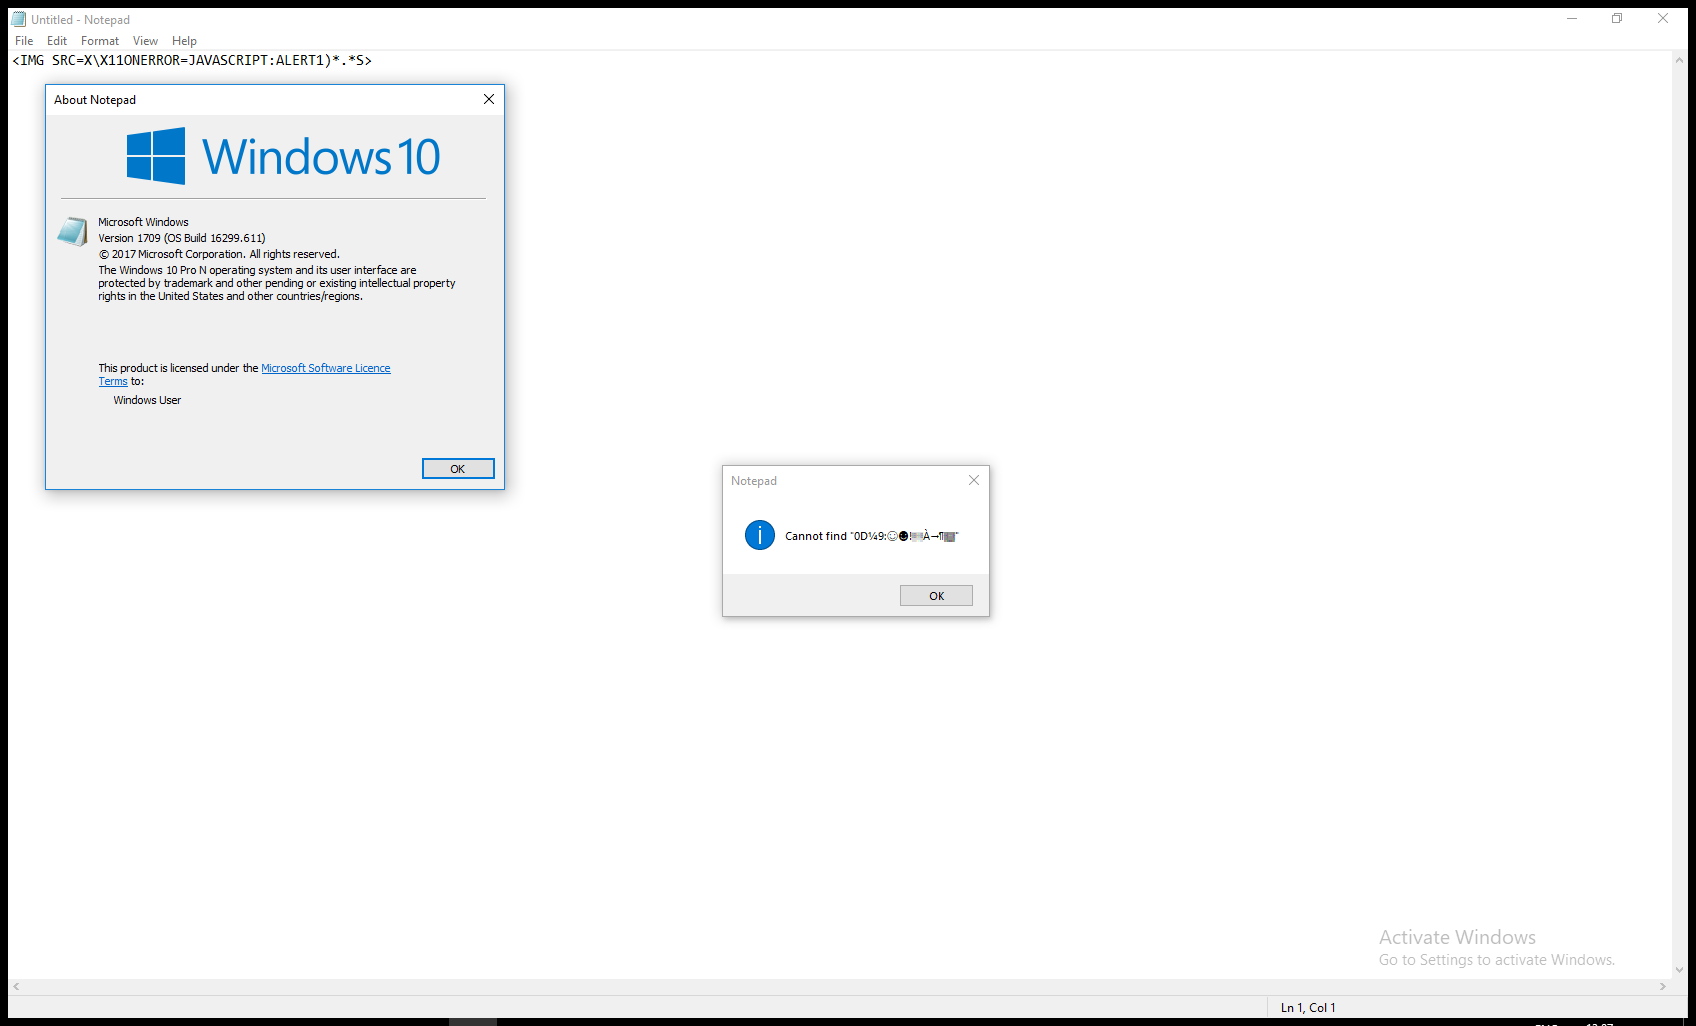 Untitled - Notepad
File Edit Format View Help
<IMG SRC=X\X11ONERROR=JAVASCRIPT:ALERT1)*.*S>
About Notepad
Windows 10
Microsoft Windows
Version 1709 (OS Build 16299.611)
© 2017 Microsoft Corporation. All rights reserved.
The Windows 10 Pro N operating system and its user interface are
protected by trademark and other pending or existing intellectual property
rights in the United States and other countries/regions.
This product is licensed under the Microsoft Software Licence
Terms to:
Windows User
OK
Notepad
Cannot find "0D¼9:☺☻!À→¶"
OK
Activate Windows
Go to Settings to activate Windows.
Ln 1, Col 1